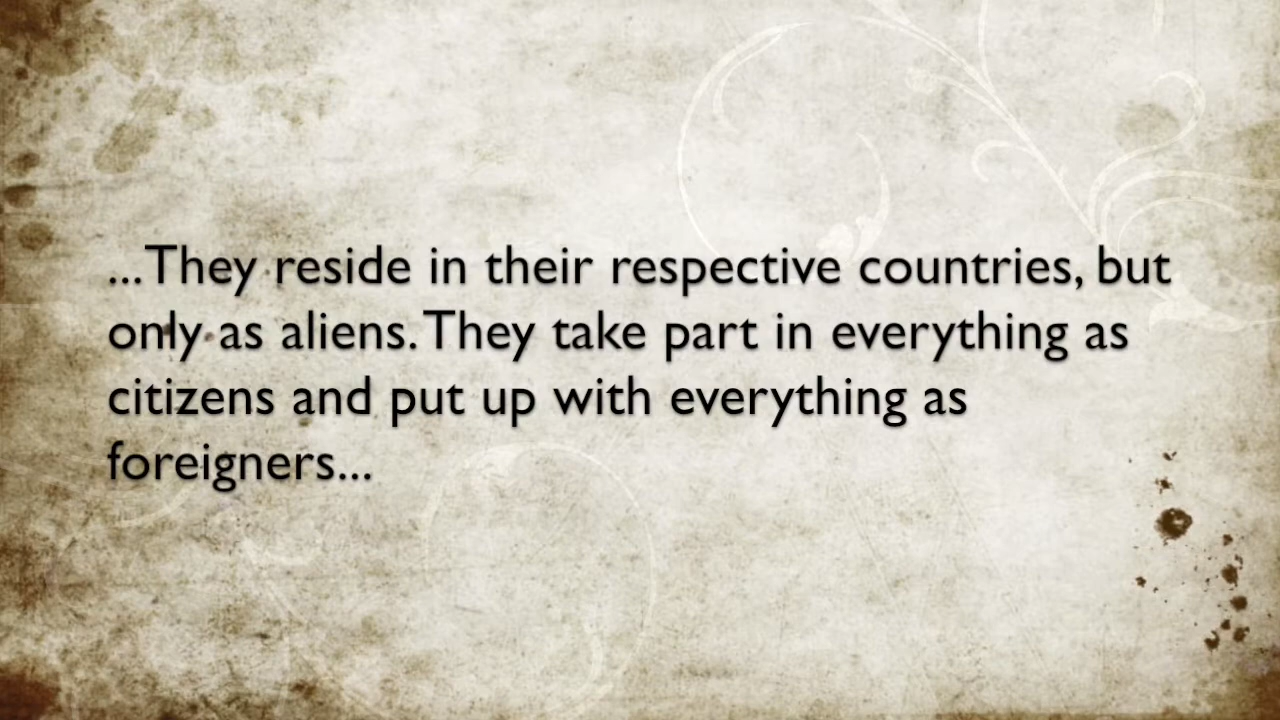 ...They reside in their respective countries, but
only as aliens. They take part in everything as
citizens and put up with everything as
foreigners...